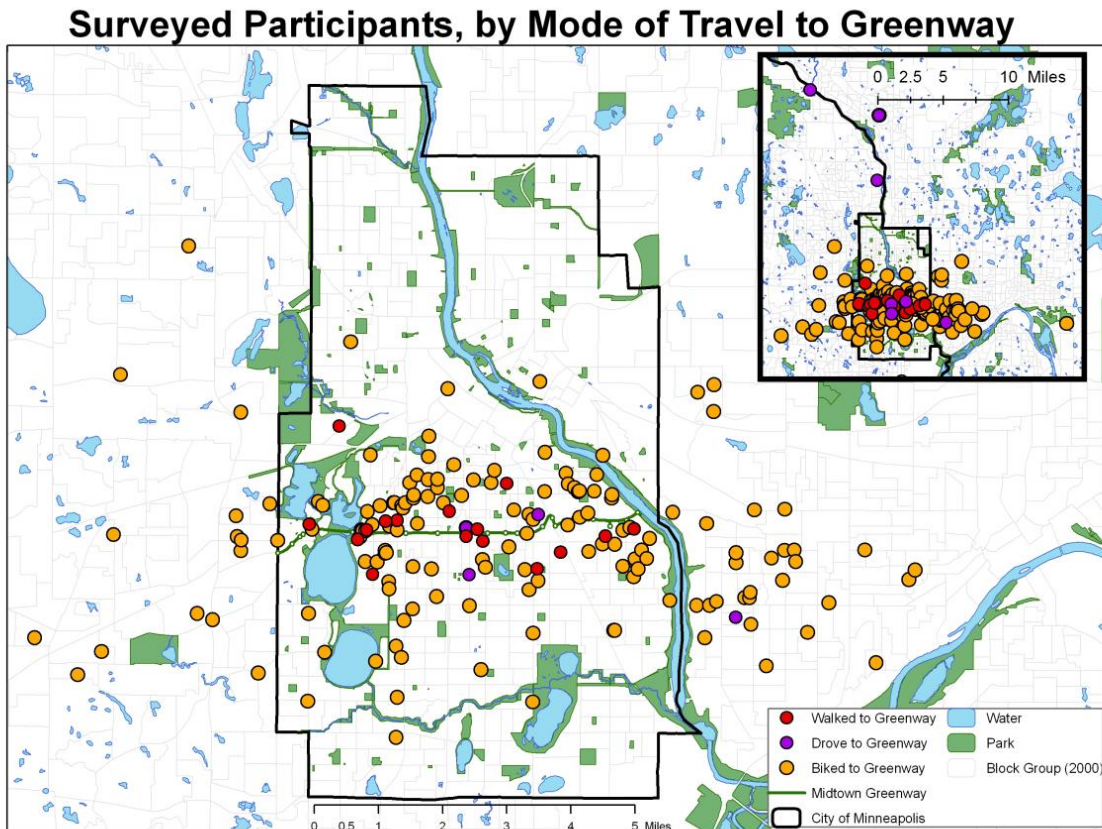 Surveyed Participants, by Mode of Travel to Greenway
0 2.5 5 10 Miles
Walked to Greenway
Drove to Greenway
Biked to Greenway
Midtown Greenway
City of Minneapolis
Water
Park
Block Group (2000)
0 0.5 1 2 3 4 5 Miles